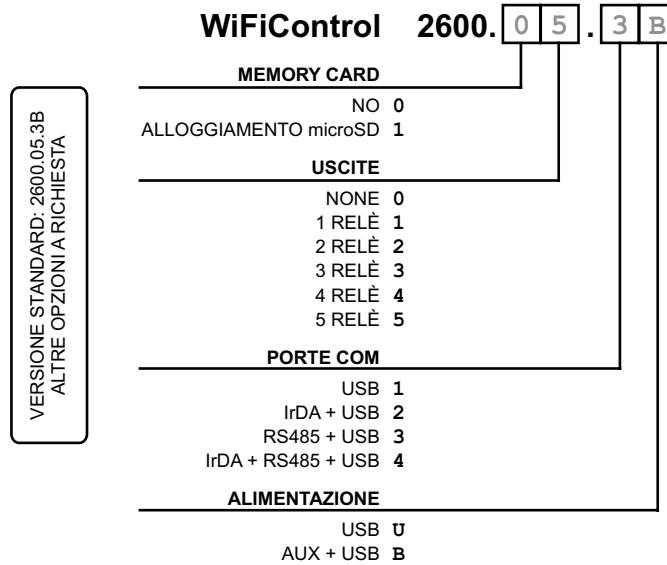 WiFiControl 2600.05.3B
MEMORY CARD
NO 0
ALLOGGIAMENTO microSD 1
USCITE
NONE 0
1 RELÈ 1
2 RELÈ 2
3 RELÈ 3
4 RELÈ 4
5 RELÈ 5
PORTE COM
USB 1
IrDA + USB 2
RS485 + USB 3
IrDA + RS485 + USB 4
ALIMENTAZIONE
USB U
AUX + USB B
VERSIONE STANDARD: 2600.05.3B
ALTRE OPZIONI A RICHIESTA